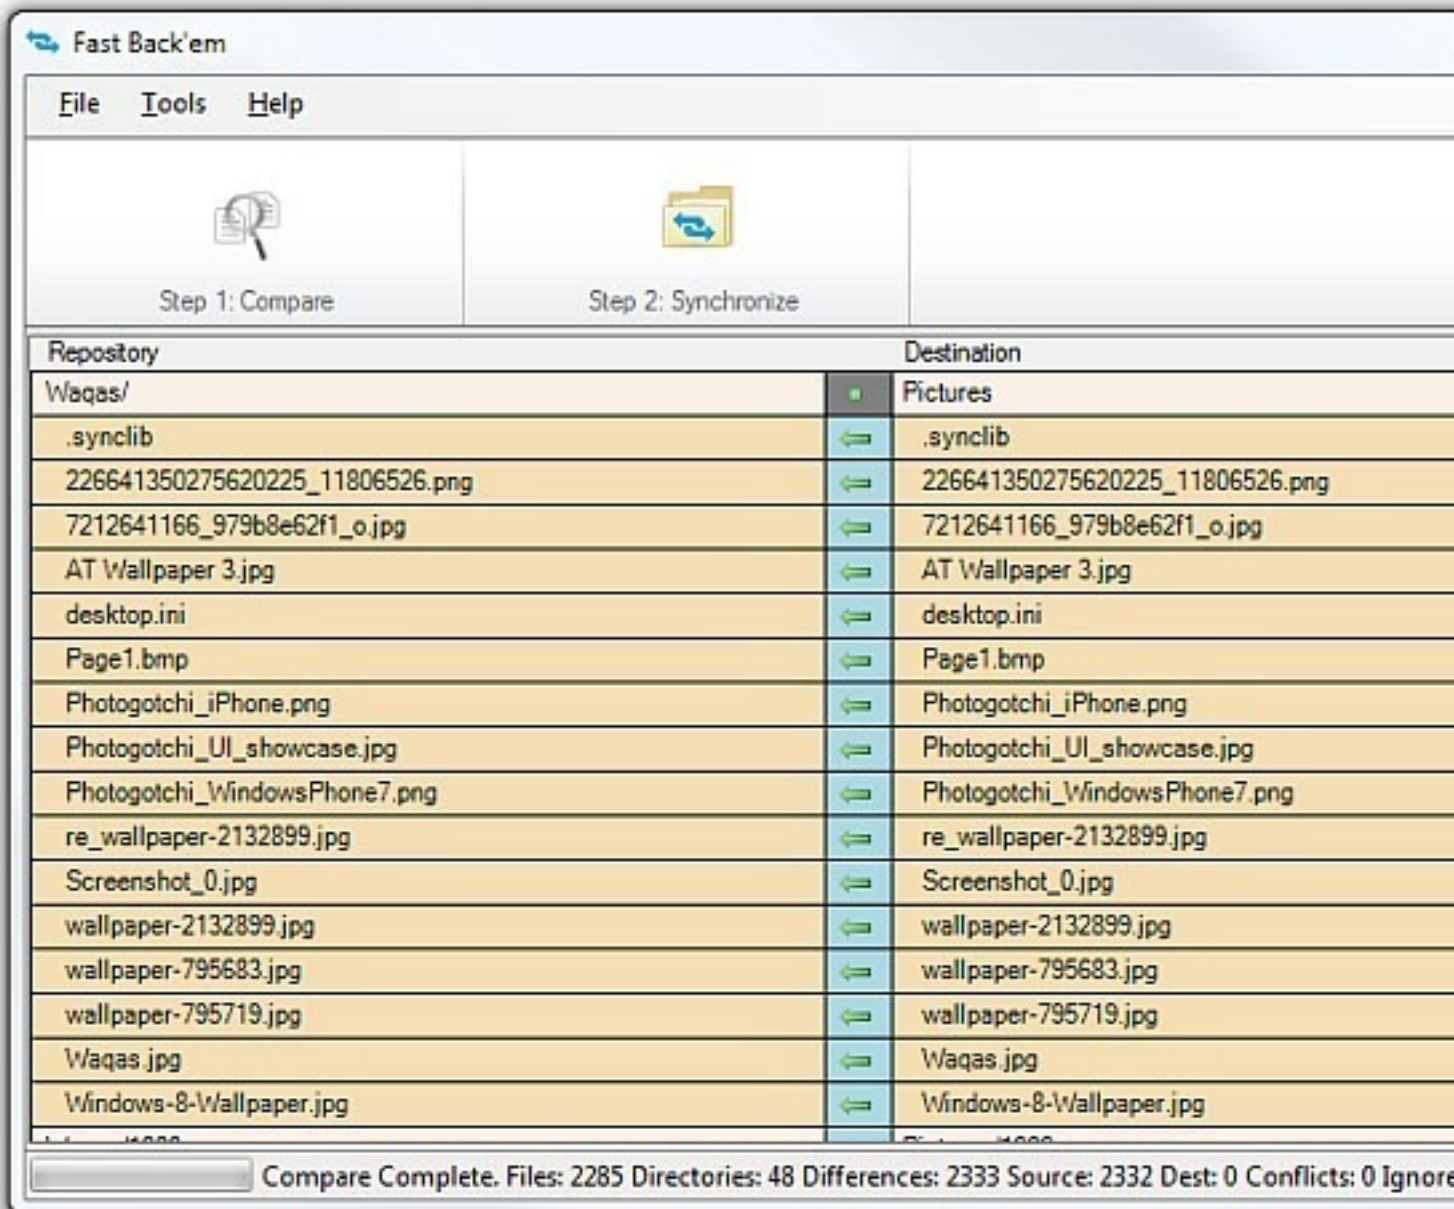 Fast Back'em
File Tools Help
Step 1: Compare Step 2: Synchronize
Repository Destination
Waqas/ Pictures
.synclib .synclib
226641350275620225_11806526.png 226641350275620225_11806526.png
7212641166_979b8e62f1_o.jpg 7212641166_979b8e62f1_o.jpg
AT Wallpaper 3.jpg AT Wallpaper 3.jpg
desktop.ini desktop.ini
Page1.bmp Page1.bmp
Photogotchi_iPhone.png Photogotchi_iPhone.png
Photogotchi_UI_showcase.jpg Photogotchi_UI_showcase.jpg
Photogotchi_WindowsPhone7.png Photogotchi_WindowsPhone7.png
re_wallpaper-2132899.jpg re_wallpaper-2132899.jpg
Screenshot_0.jpg Screenshot_0.jpg
wallpaper-2132899.jpg wallpaper-2132899.jpg
wallpaper-795683.jpg wallpaper-795683.jpg
wallpaper-795719.jpg wallpaper-795719.jpg
Waqas.jpg Waqas.jpg
Windows-8-Wallpaper.jpg Windows-8-Wallpaper.jpg
Compare Complete. Files: 2285 Directories: 48 Differences: 2333 Source: 2332 Dest: 0 Conflicts: 0 Ignore